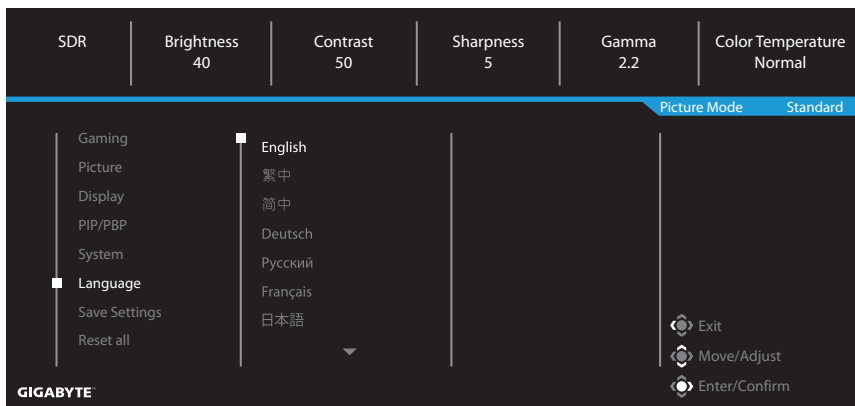 SDR
Brightness
40
Contrast
50
Sharpness
5
Gamma
2.2
Color Temperature
Normal
Picture Mode Standard
Gaming
Picture
Display
PIP/PBP
System
Language
Save Settings
Reset all
English
繁中
简中
Deutsch
Русский
Français
日本語
Exit
Move/Adjust
Enter/Confirm
GIGABYTE™